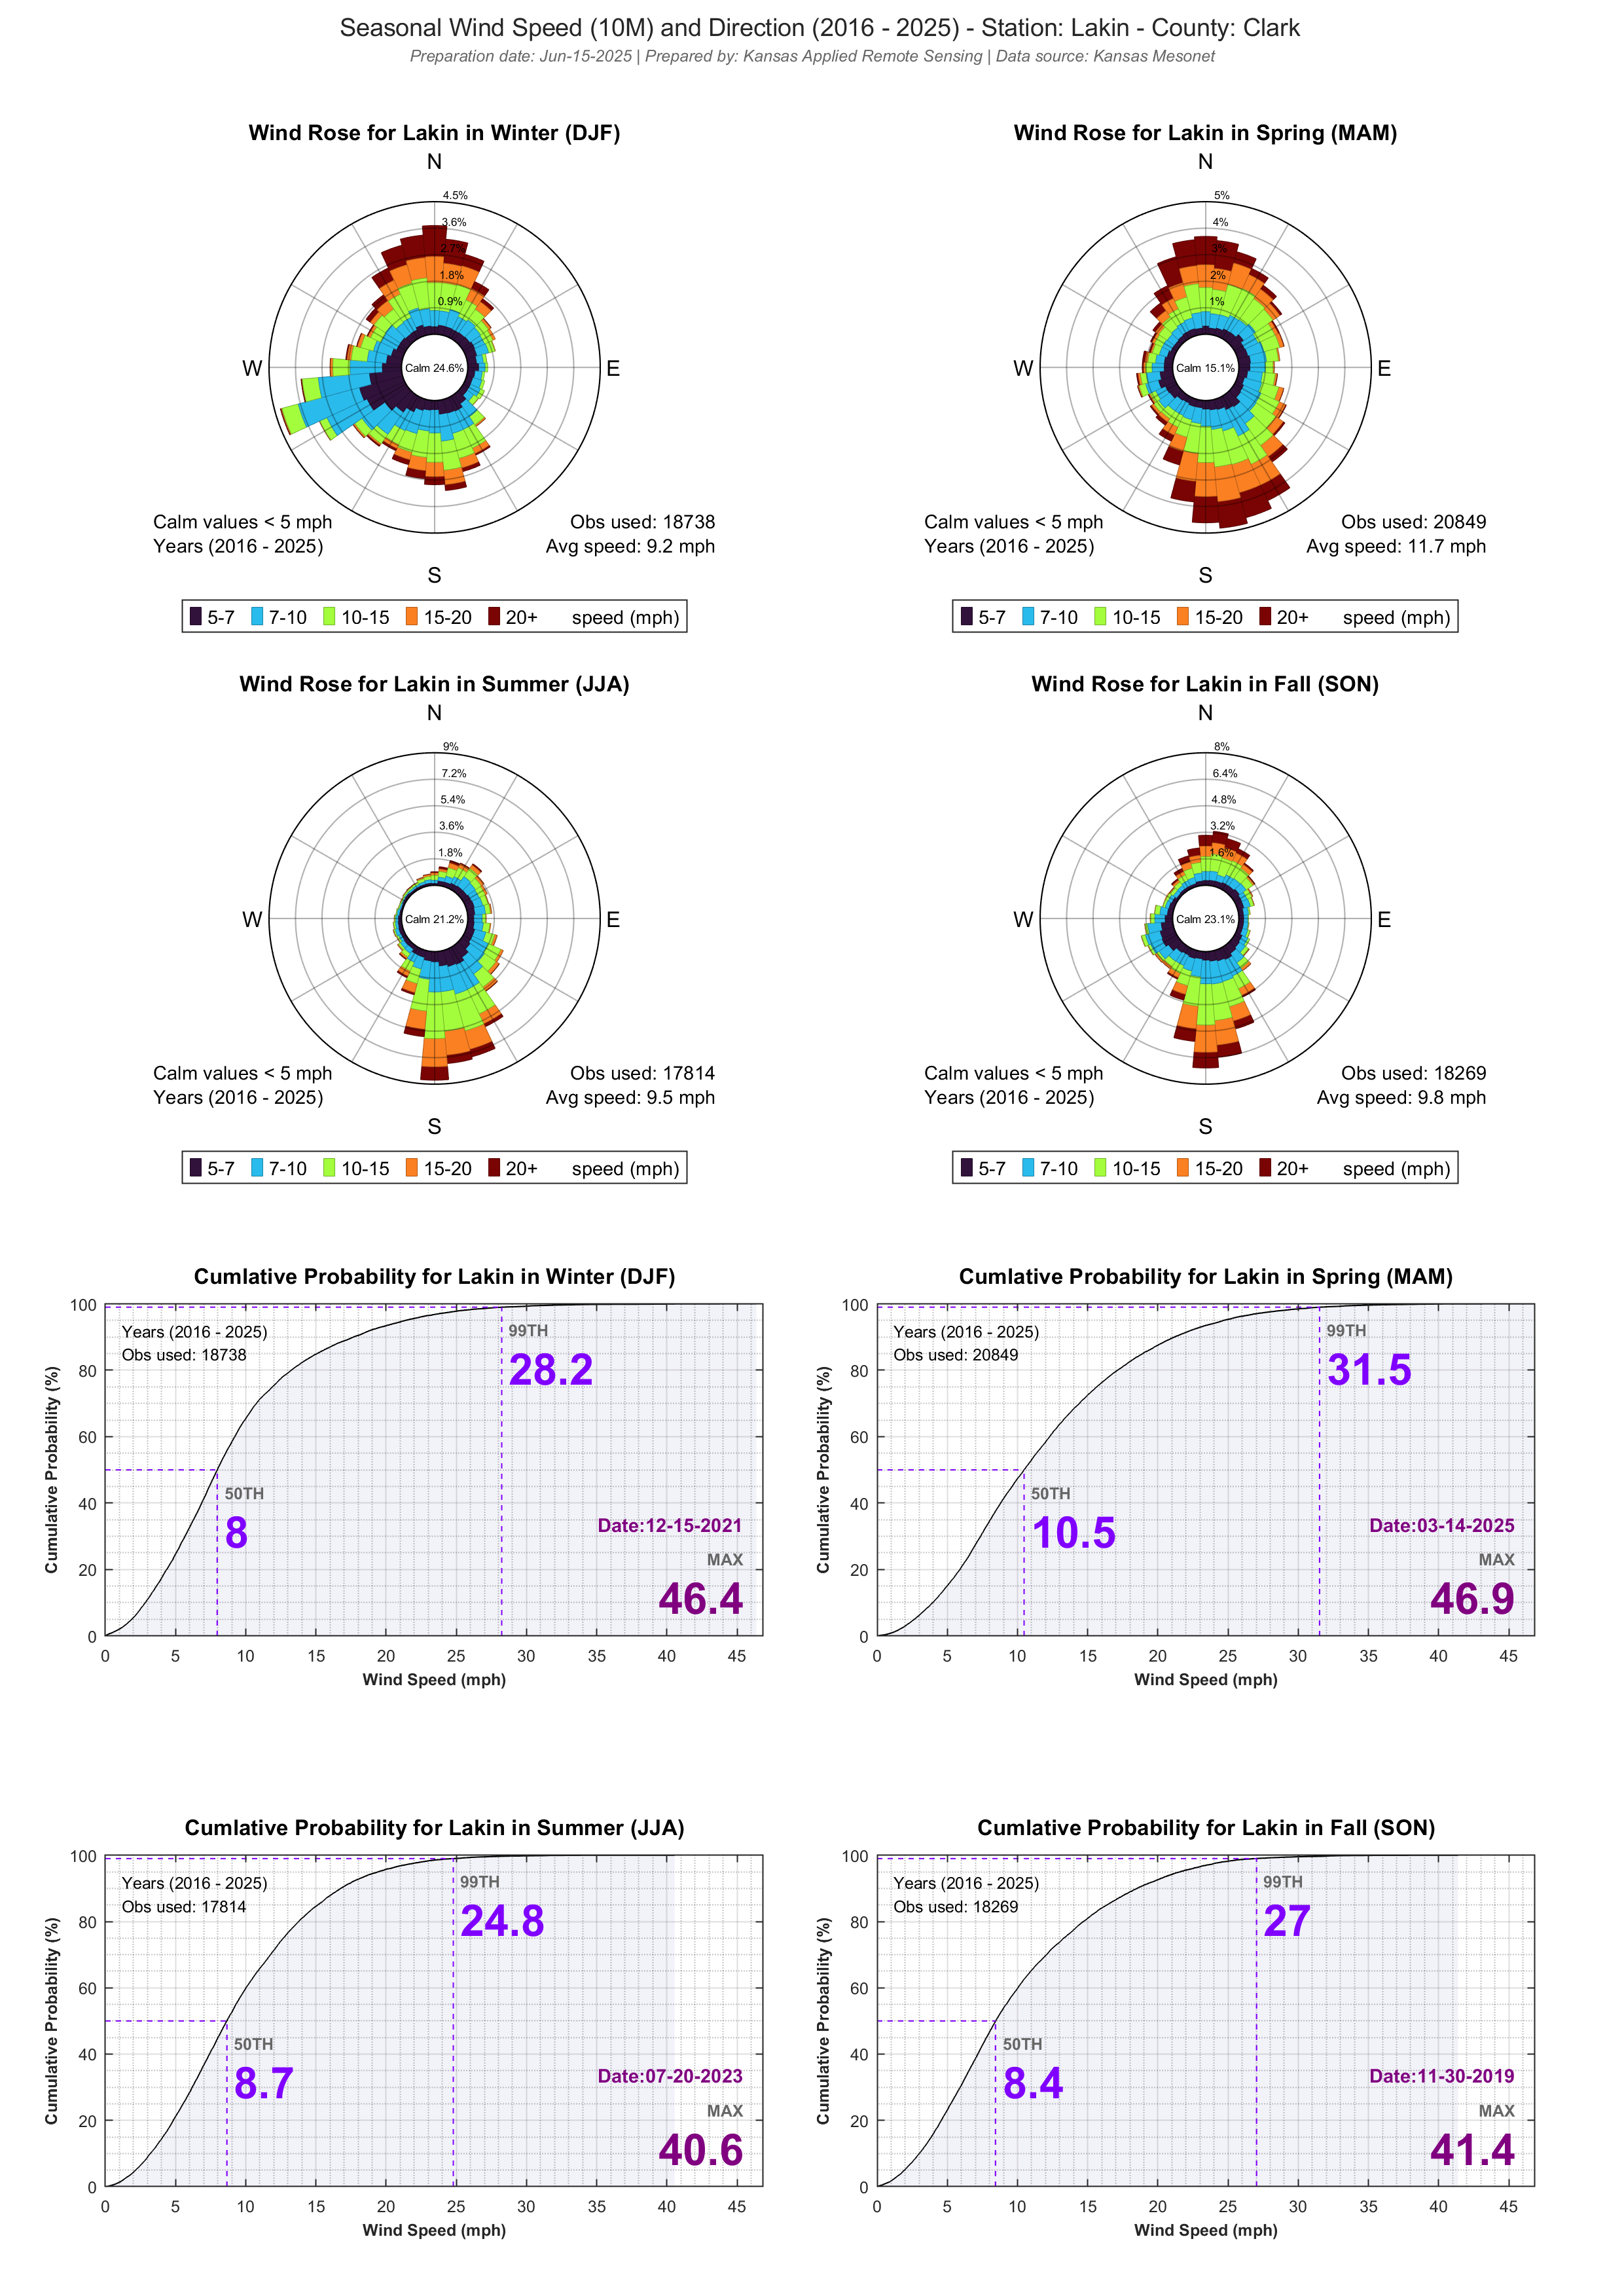 Seasonal Wind Speed (10M) and Direction (2016 - 2025) - Station: Lakin - County: Clark
Preparation date: Jun-15-2025 | Prepared by: Kansas Applied Remote Sensing | Data source: Kansas Mesonet
Wind Rose for Lakin in Winter (DJF)
N
4.5%
3.6%
2.7%
1.8%
0.9%
W
Calm 24.6%
E
Calm values < 5 mph
Years (2016 - 2025)
Obs used: 18738
Avg speed: 9.2 mph
S
5-7 7-10 10-15 15-20 20+ speed (mph)
Wind Rose for Lakin in Spring (MAM)
N
5%
4%
3%
2%
1%
W
Calm 15.1%
E
Calm values < 5 mph
Years (2016 - 2025)
Obs used: 20849
Avg speed: 11.7 mph
S
5-7 7-10 10-15 15-20 20+ speed (mph)
Wind Rose for Lakin in Summer (JJA)
N
9%
7.2%
5.4%
3.6%
1.8%
W
Calm 21.2%
E
Calm values < 5 mph
Years (2016 - 2025)
Obs used: 17814
Avg speed: 9.5 mph
S
5-7 7-10 10-15 15-20 20+ speed (mph)
Wind Rose for Lakin in Fall (SON)
N
8%
6.4%
4.8%
3.2%
1.6%
W
Calm 23.1%
E
Calm values < 5 mph
Years (2016 - 2025)
Obs used: 18269
Avg speed: 9.8 mph
S
5-7 7-10 10-15 15-20 20+ speed (mph)
Cumlative Probability for Lakin in Winter (DJF)
Cumulative Probability (%)
100
80
60
40
20
0
Years (2016 - 2025)
Obs used: 18738
99TH
28.2
50TH
8
Date:12-15-2021
MAX
46.4
0 5 10 15 20 25 30 35 40 45
Wind Speed (mph)
Cumlative Probability for Lakin in Spring (MAM)
Cumulative Probability (%)
100
80
60
40
20
0
Years (2016 - 2025)
Obs used: 20849
99TH
31.5
50TH
10.5
Date:03-14-2025
MAX
46.9
0 5 10 15 20 25 30 35 40 45
Wind Speed (mph)
Cumlative Probability for Lakin in Summer (JJA)
Cumulative Probability (%)
100
80
60
40
20
0
Years (2016 - 2025)
Obs used: 17814
99TH
24.8
50TH
8.7
Date:07-20-2023
MAX
40.6
0 5 10 15 20 25 30 35 40 45
Wind Speed (mph)
Cumlative Probability for Lakin in Fall (SON)
Cumulative Probability (%)
100
80
60
40
20
0
Years (2016 - 2025)
Obs used: 18269
99TH
27
50TH
8.4
Date:11-30-2019
MAX
41.4
0 5 10 15 20 25 30 35 40 45
Wind Speed (mph)